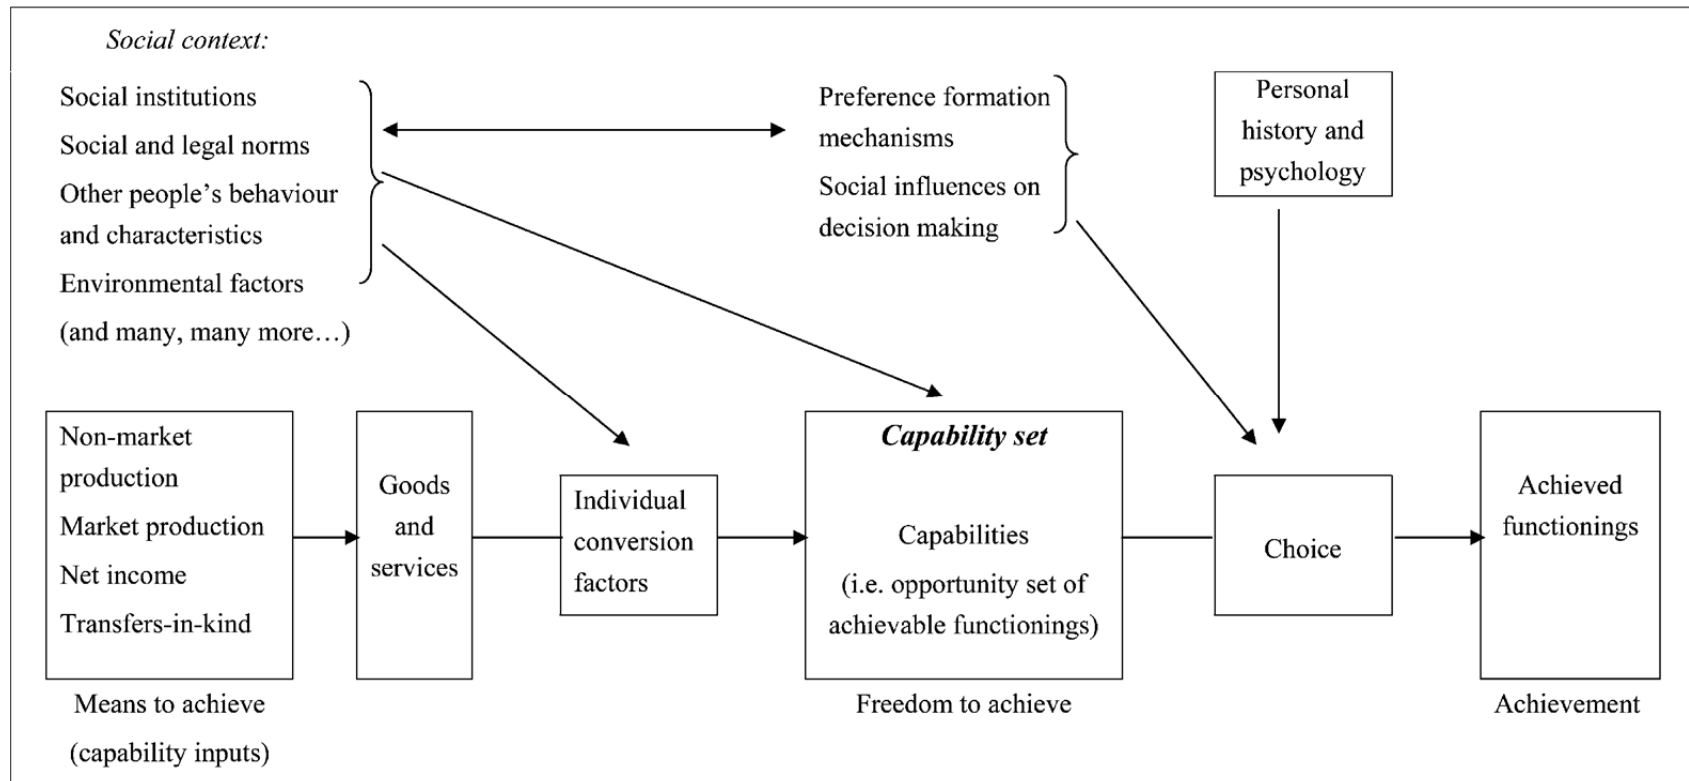 Social context:
Social institutions
Social and legal norms
Other people’s behaviour
and characteristics
Environmental factors
(and many, many more…)
Preference formation
mechanisms
Social influences on
decision making
Personal
history and
psychology
Non-market
production
Market production
Net income
Transfers-in-kind
Goods
and
services
Individual
conversion
factors
Capability set
Capabilities
(i.e. opportunity set of
achievable functionings)
Choice
Achieved
functionings
Means to achieve
(capability inputs)
Freedom to achieve
Achievement